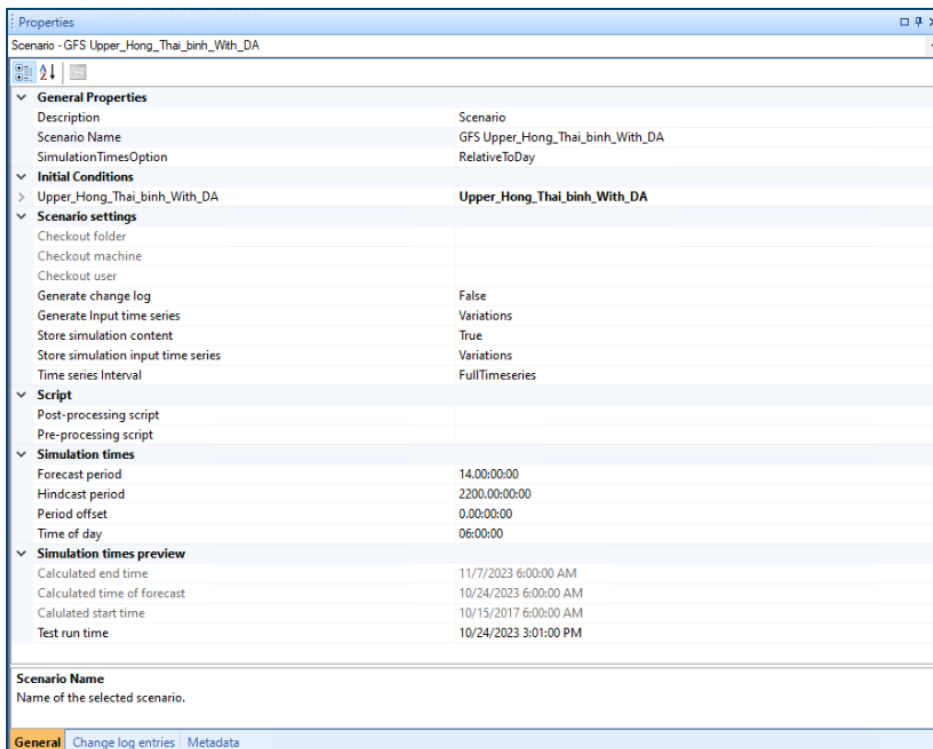 Properties
Scenario - GFS Upper_Hong_Thai_binh_With_DA
General Properties
Description Scenario
Scenario Name GFS Upper_Hong_Thai_binh_With_DA
SimulationTimesOption RelativeToDay
Initial Conditions
Upper_Hong_Thai_binh_With_DA Upper_Hong_Thai_binh_With_DA
Scenario settings
Checkout folder
Checkout machine
Checkout user
Generate change log False
Generate Input time series Variations
Store simulation content True
Store simulation input time series Variations
Time series Interval FullTimeseries
Script
Post-processing script
Pre-processing script
Simulation times
Forecast period 14.00:00:00
Hindcast period 2200.00:00:00
Period offset 0.00:00:00
Time of day 06:00:00
Simulation times preview
Calculated end time 11/7/2023 6:00:00 AM
Calculated time of forecast 10/24/2023 6:00:00 AM
Calulated start time 10/15/2017 6:00:00 AM
Test run time 10/24/2023 3:01:00 PM
Scenario Name
Name of the selected scenario.
General Change log entries Metadata